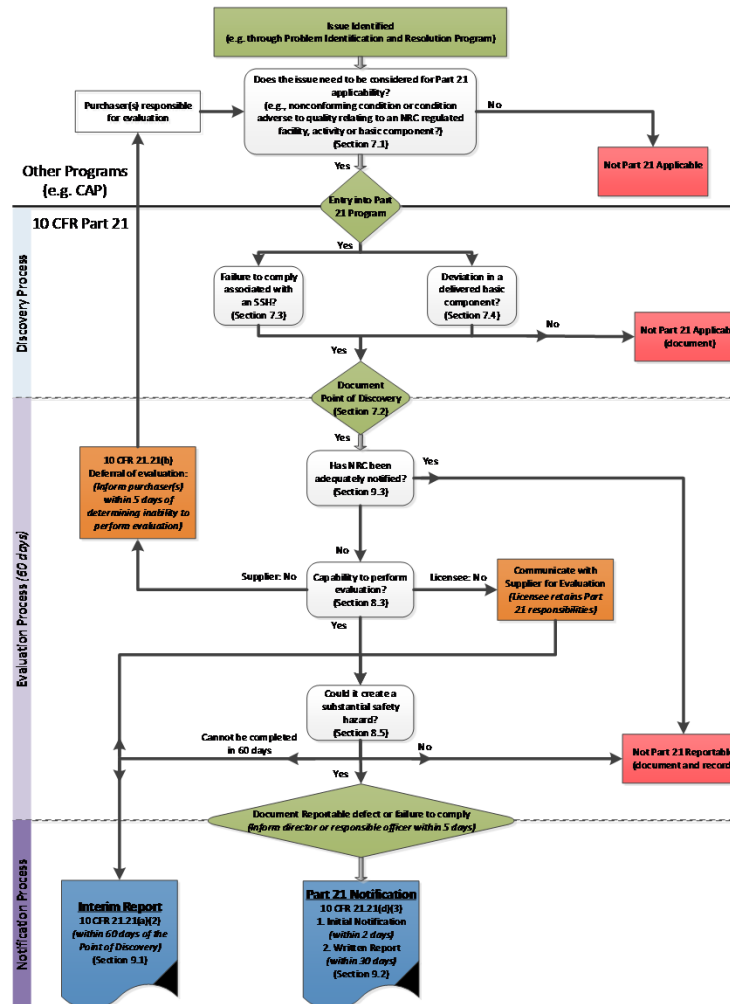 Issue Identified
(e.g. through Problem Identification and Resolution Program)
Does the issue need to be considered for Part 21
applicability?
(e.g., nonconforming condition or condition
adverse to quality relating to an NRC regulated
facility, activity or basic component?)
(Section 7.1)
Purchaser(s) responsible
for evaluation
No
Yes
Not Part 21 Applicable
Other Programs
(e.g. CAP)
10 CFR Part 21
Entry into Part
21 Program
Yes
Discovery Process
Failure to comply
associated with
an SSH?
(Section 7.3)
Deviation in a
delivered basic
component?
(Section 7.4)
No
Not Part 21 Applicable
(document)
Yes
Document
Point of Discovery
(Section 7.2)
Yes
Evaluation Process (60 days)
10 CFR 21.21(b)
Deferral of evaluation:
(Inform purchaser(s)
within 5 days of
determining inability to
perform evaluation)
Has NRC been
adequately notified?
(Section 9.3)
Yes
No
Supplier: No
Capability to perform
evaluation?
(Section 8.3)
Licensee: No
Communicate with
Supplier for Evaluation
(Licensee retains Part
21 responsibilities)
Yes
Could it create a
substantial safety
hazard?
(Section 8.5)
Cannot be completed
in 60 days
No
Not Part 21 Reportable
(document and record)
Yes
Document Reportable defect or failure to comply
(Inform director or responsible officer within 5 days)
Notification Process
Interim Report
10 CFR 21.21(a)(2)
(within 60 days of the
Point of Discovery)
(Section 9.1)
Part 21 Notification
10 CFR 21.21(d)(3)
1. Initial Notification
(within 2 days)
2. Written Report
(within 30 days)
(Section 9.2)